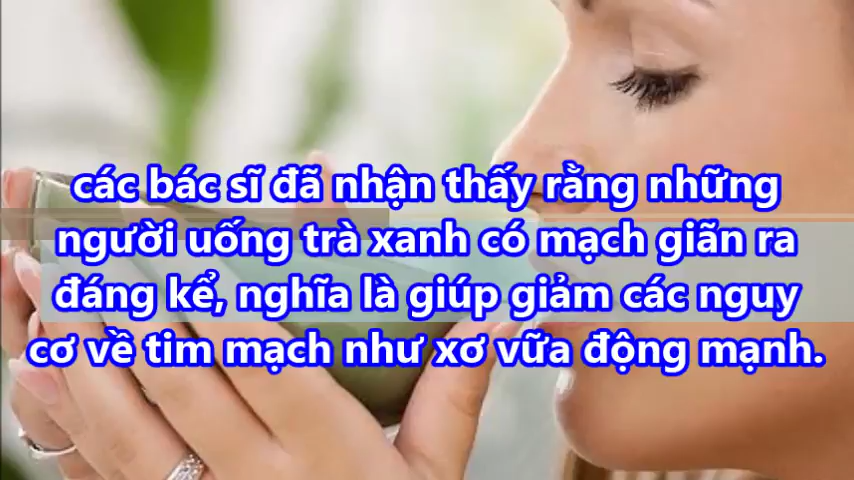 các bác sĩ đã nhận thấy rằng những
người uống trà xanh có mạch giãn ra
đáng kể, nghĩa là giúp giảm các nguy
cơ về tim mạch như xơ vữa động mạnh.